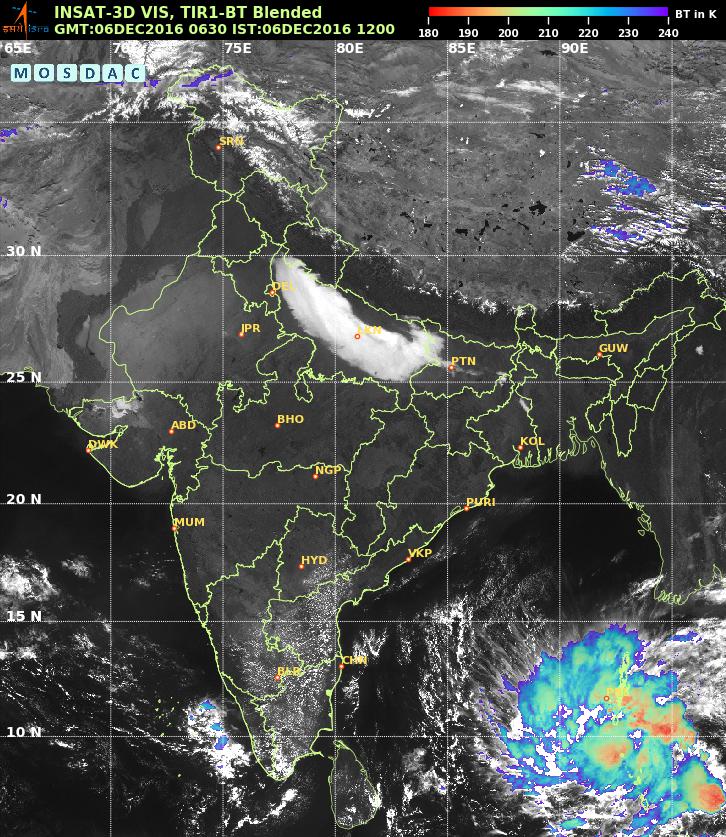 INSAT-3D VIS, TIR1-BT Blended
GMT:06DEC2016 0630 IST:06DEC2016 1200
BT in K
180 190 200 210 220 230 240
65E 70E 75E 80E 85E 90E
MOSDAC
SRN
30 N
DEL
LKN
JPR
GUW
PTN
25 N
ABD
BHO
DWK
KOL
NGP
20 N
PURI
MUM
VKP
HYD
15 N
CHN
BLR
10 N